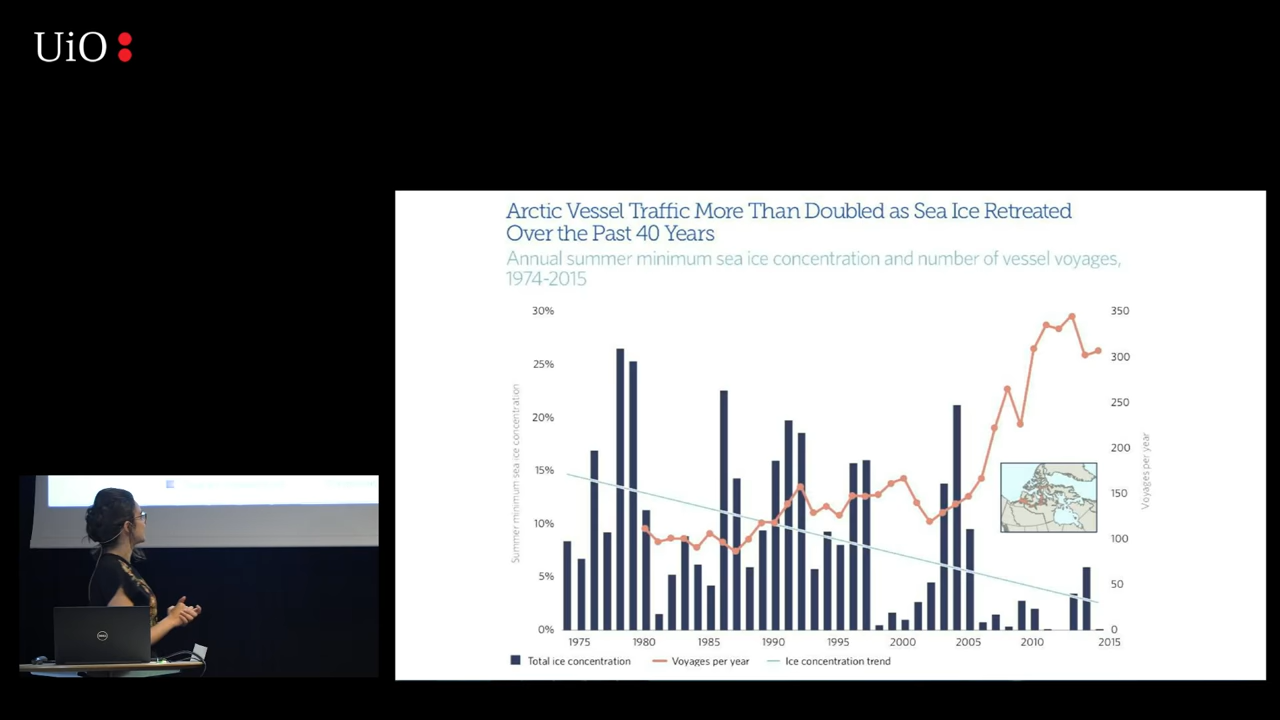 UiO
Arctic Vessel Traffic More Than Doubled as Sea Ice Retreated
Over the Past 40 Years
Annual summer minimum sea ice concentration and number of vessel voyages,
1974-2015
30%
25%
20%
15%
10%
5%
0%
Summer minimum sea ice concentration
350
300
250
200
150
100
50
0
Voyages per year
1975 1980 1985 1990 1995 2000 2005 2010 2015
Total ice concentration Voyages per year Ice concentration trend
DELL